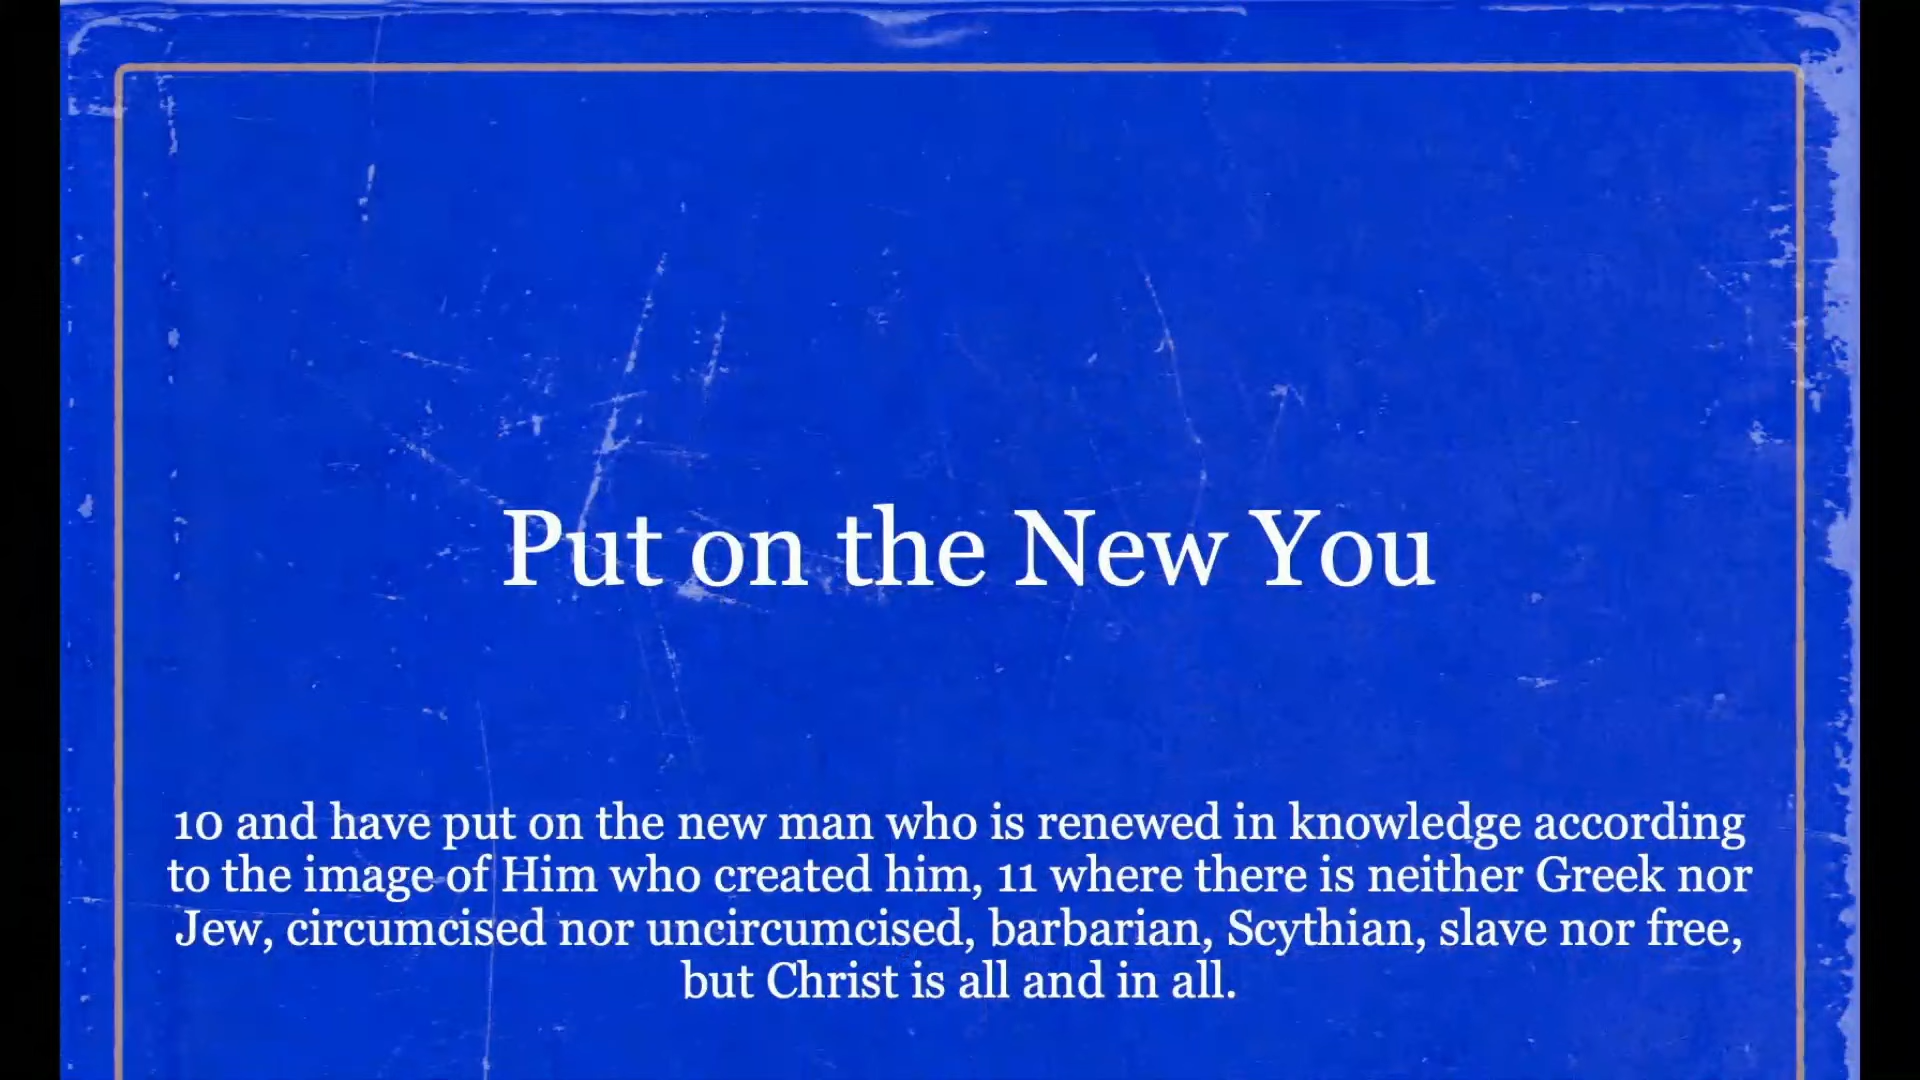 Put on the New You
10 and have put on the new man who is renewed in knowledge according
to the image of Him who created him, 11 where there is neither Greek nor
Jew, circumcised nor uncircumcised, barbarian, Scythian, slave nor free,
but Christ is all and in all.